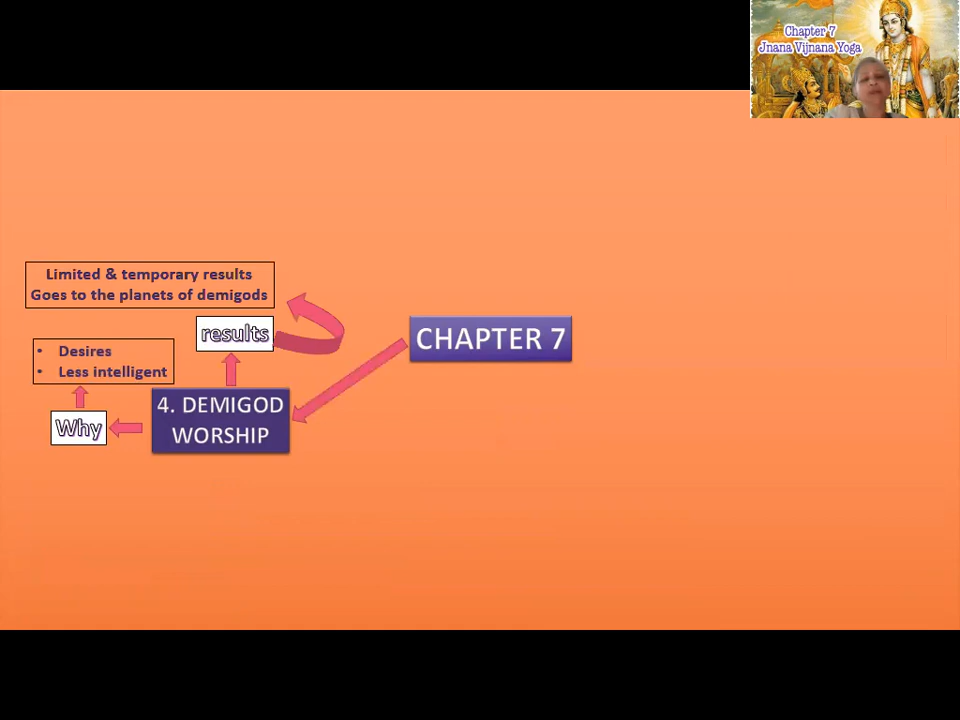 Chapter 7
Jnana Vijnana Yoga
Limited & temporary results
Goes to the planets of demigods
results
CHAPTER 7
• Desires
• Less intelligent
4. DEMIGOD
WORSHIP
Why